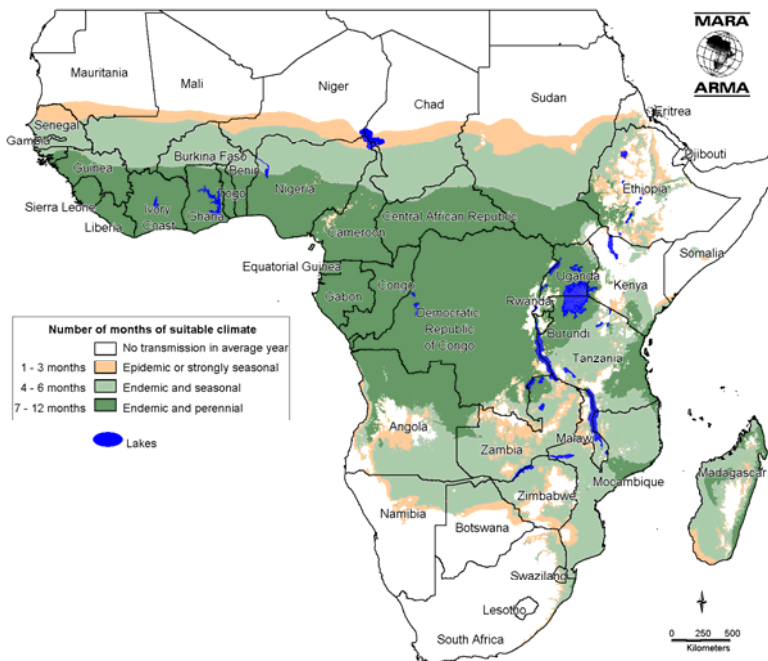 MARA
ARMA
Mauritania
Mali
Niger
Chad
Sudan
Eritrea
Senegal
Gambia
Djibouti
Burkina Faso
Guinea
Benin
Nigeria
Ethiopia
Togo
Sierra Leone
Ivory
Coast
Ghana
Liberia
Central African Republic
Cameroon
Somalia
Equatorial Guinea
Uganda
Kenya
Gabon
Congo
Rwanda
Democratic
Republic
of Congo
Burundi
Tanzania
Number of months of suitable climate
No transmission in average year
1 - 3 months Epidemic or strongly seasonal
4 - 6 months Endemic and seasonal
7 - 12 months Endemic and perennial
Lakes
Angola
Zambia
Malawi
Madagascar
Mocambique
Zimbabwe
Namibia
Botswana
Swaziland
Lesotho
South Africa
0 250 500
Kilometers